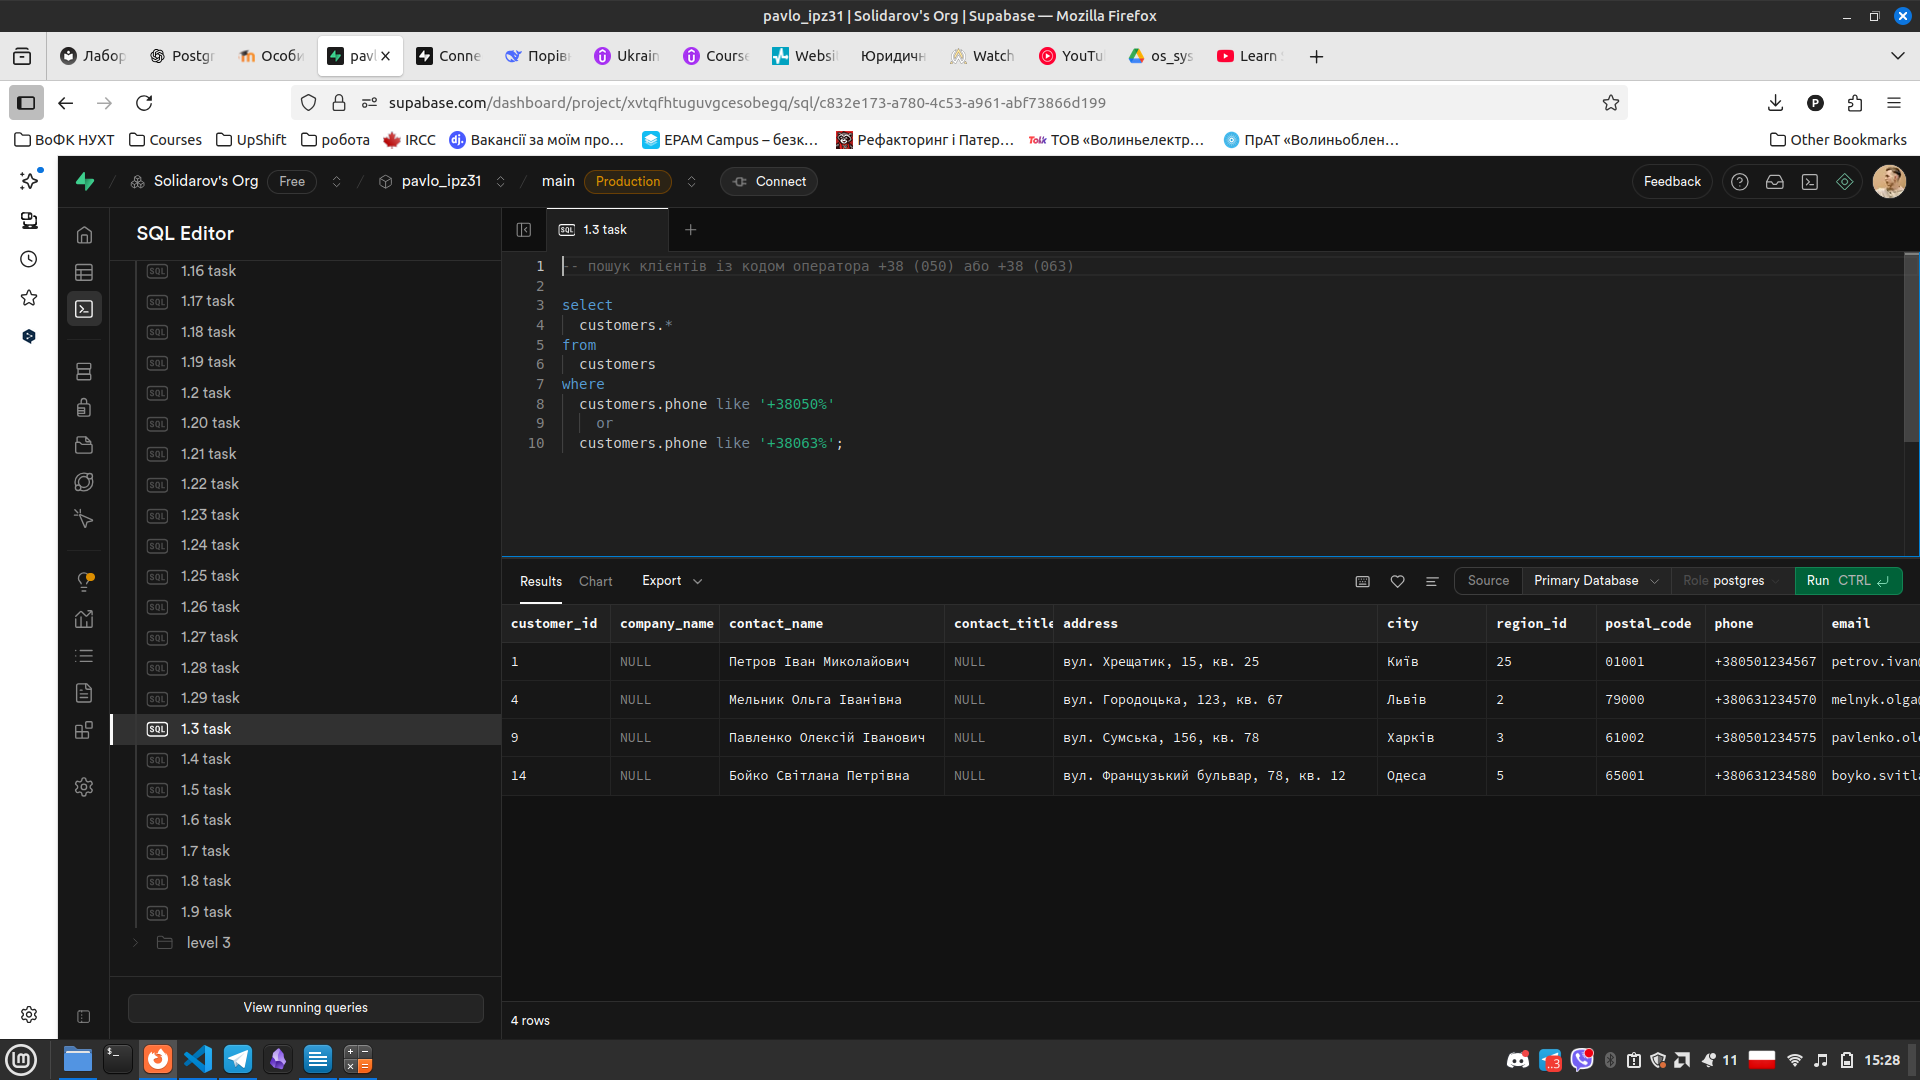 pavlo_ipz31 | Solidarov's Org | Supabase — Mozilla Firefox
Лабор
Postgr
Особи
pavl
Conne
Порів
Ukrain
Course
Websi
Юридичн
Watch
YouTu
os_sys
Learn
supabase.com/dashboard/project/xvtqfhtuguvgcesobegq/sql/c832e173-a780-4c53-a961-abf73866d199
ВоФК НУХТ
Courses
UpShift
робота
IRCC
Вакансії за моїм про…
EPAM Campus – безк…
Рефакторинг і Патер…
ТОВ «Волиньелектр…
ПрАТ «Волиньоблен…
Other Bookmarks
Solidarov's Org Free
pavlo_ipz31
main Production
Connect
Feedback
SQL Editor
1.3 task
1.16 task
1.17 task
1.18 task
1.19 task
1.2 task
1.20 task
1.21 task
1.22 task
1.23 task
1.24 task
1.25 task
1.26 task
1.27 task
1.28 task
1.29 task
1.3 task
1.4 task
1.5 task
1.6 task
1.7 task
1.8 task
1.9 task
level 3
View running queries
1 -- пошук клієнтів із кодом оператора +38 (050) або +38 (063)
2
3 select
4 customers.*
5 from
6 customers
7 where
8 customers.phone like '+38050%'
9 or
10 customers.phone like '+38063%';
Results Chart Export
Source Primary Database Role postgres Run CTRL
customer_id company_name contact_name contact_title address city region_id postal_code phone email
1 NULL Петров Іван Миколайович NULL вул. Хрещатик, 15, кв. 25 Київ 25 01001 +380501234567 petrov.ivan
4 NULL Мельник Ольга Іванівна NULL вул. Городоцька, 123, кв. 67 Львів 2 79000 +380631234570 melnyk.olga
9 NULL Павленко Олексій Іванович NULL вул. Сумська, 156, кв. 78 Харків 3 61002 +380501234575 pavlenko.ol
14 NULL Бойко Світлана Петрівна NULL вул. Французький бульвар, 78, кв. 12 Одеса 5 65001 +380631234580 boyko.svitl
4 rows
11
15:28